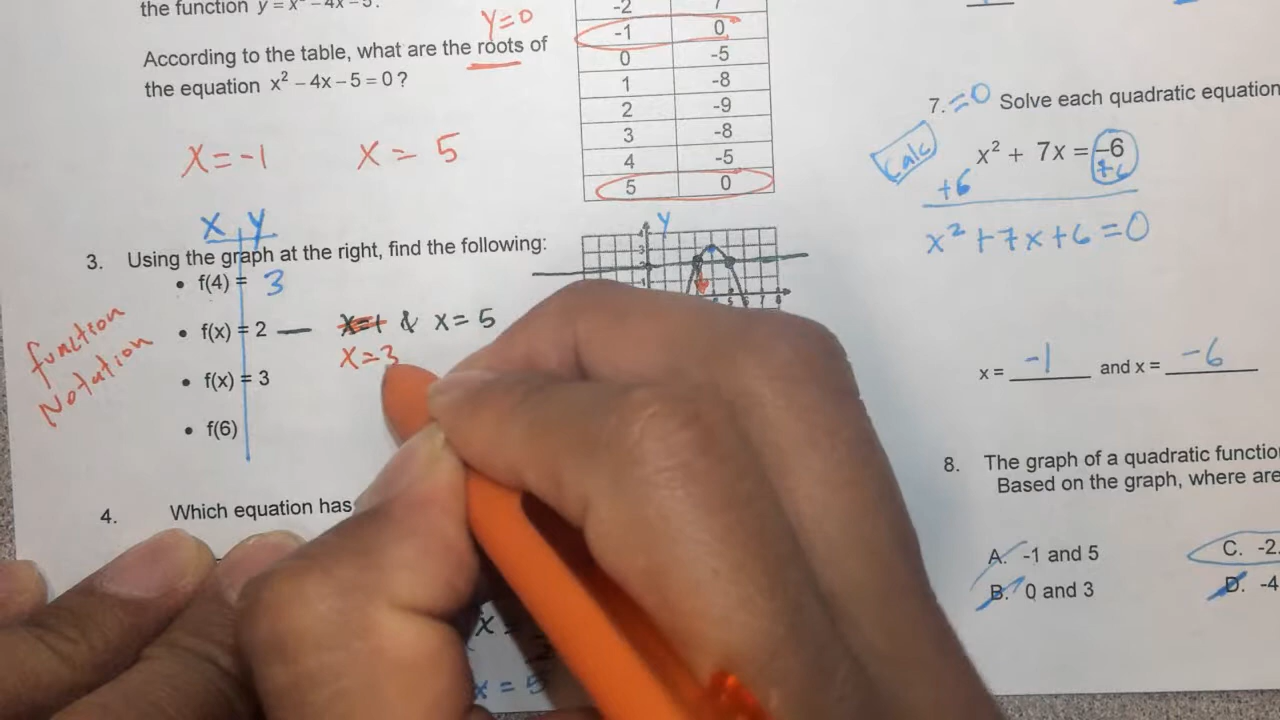 the function y = x² – 4x – 5.
y=0
According to the table, what are the roots of
the equation x² – 4x – 5 = 0 ?
x = -1 x = 5
-2 7
-1 0
0 -5
1 -8
2 -9
3 -8
4 -5
5 0
x y
3. Using the graph at the right, find the following:
• f(4) = 3
• f(x) = 2 — x=1 & x = 5
x=3
• f(x) = 3
• f(6)
function
Notation
y
4. Which equation has
x =
x = 5
7. =0 Solve each quadratic equation
Calc
x² + 7x = –6
+6 +6
x² +7x+6=0
x = -1 and x = -6
8. The graph of a quadratic functio
Based on the graph, where are
A. -1 and 5
B. 0 and 3
C. -2
D. -4